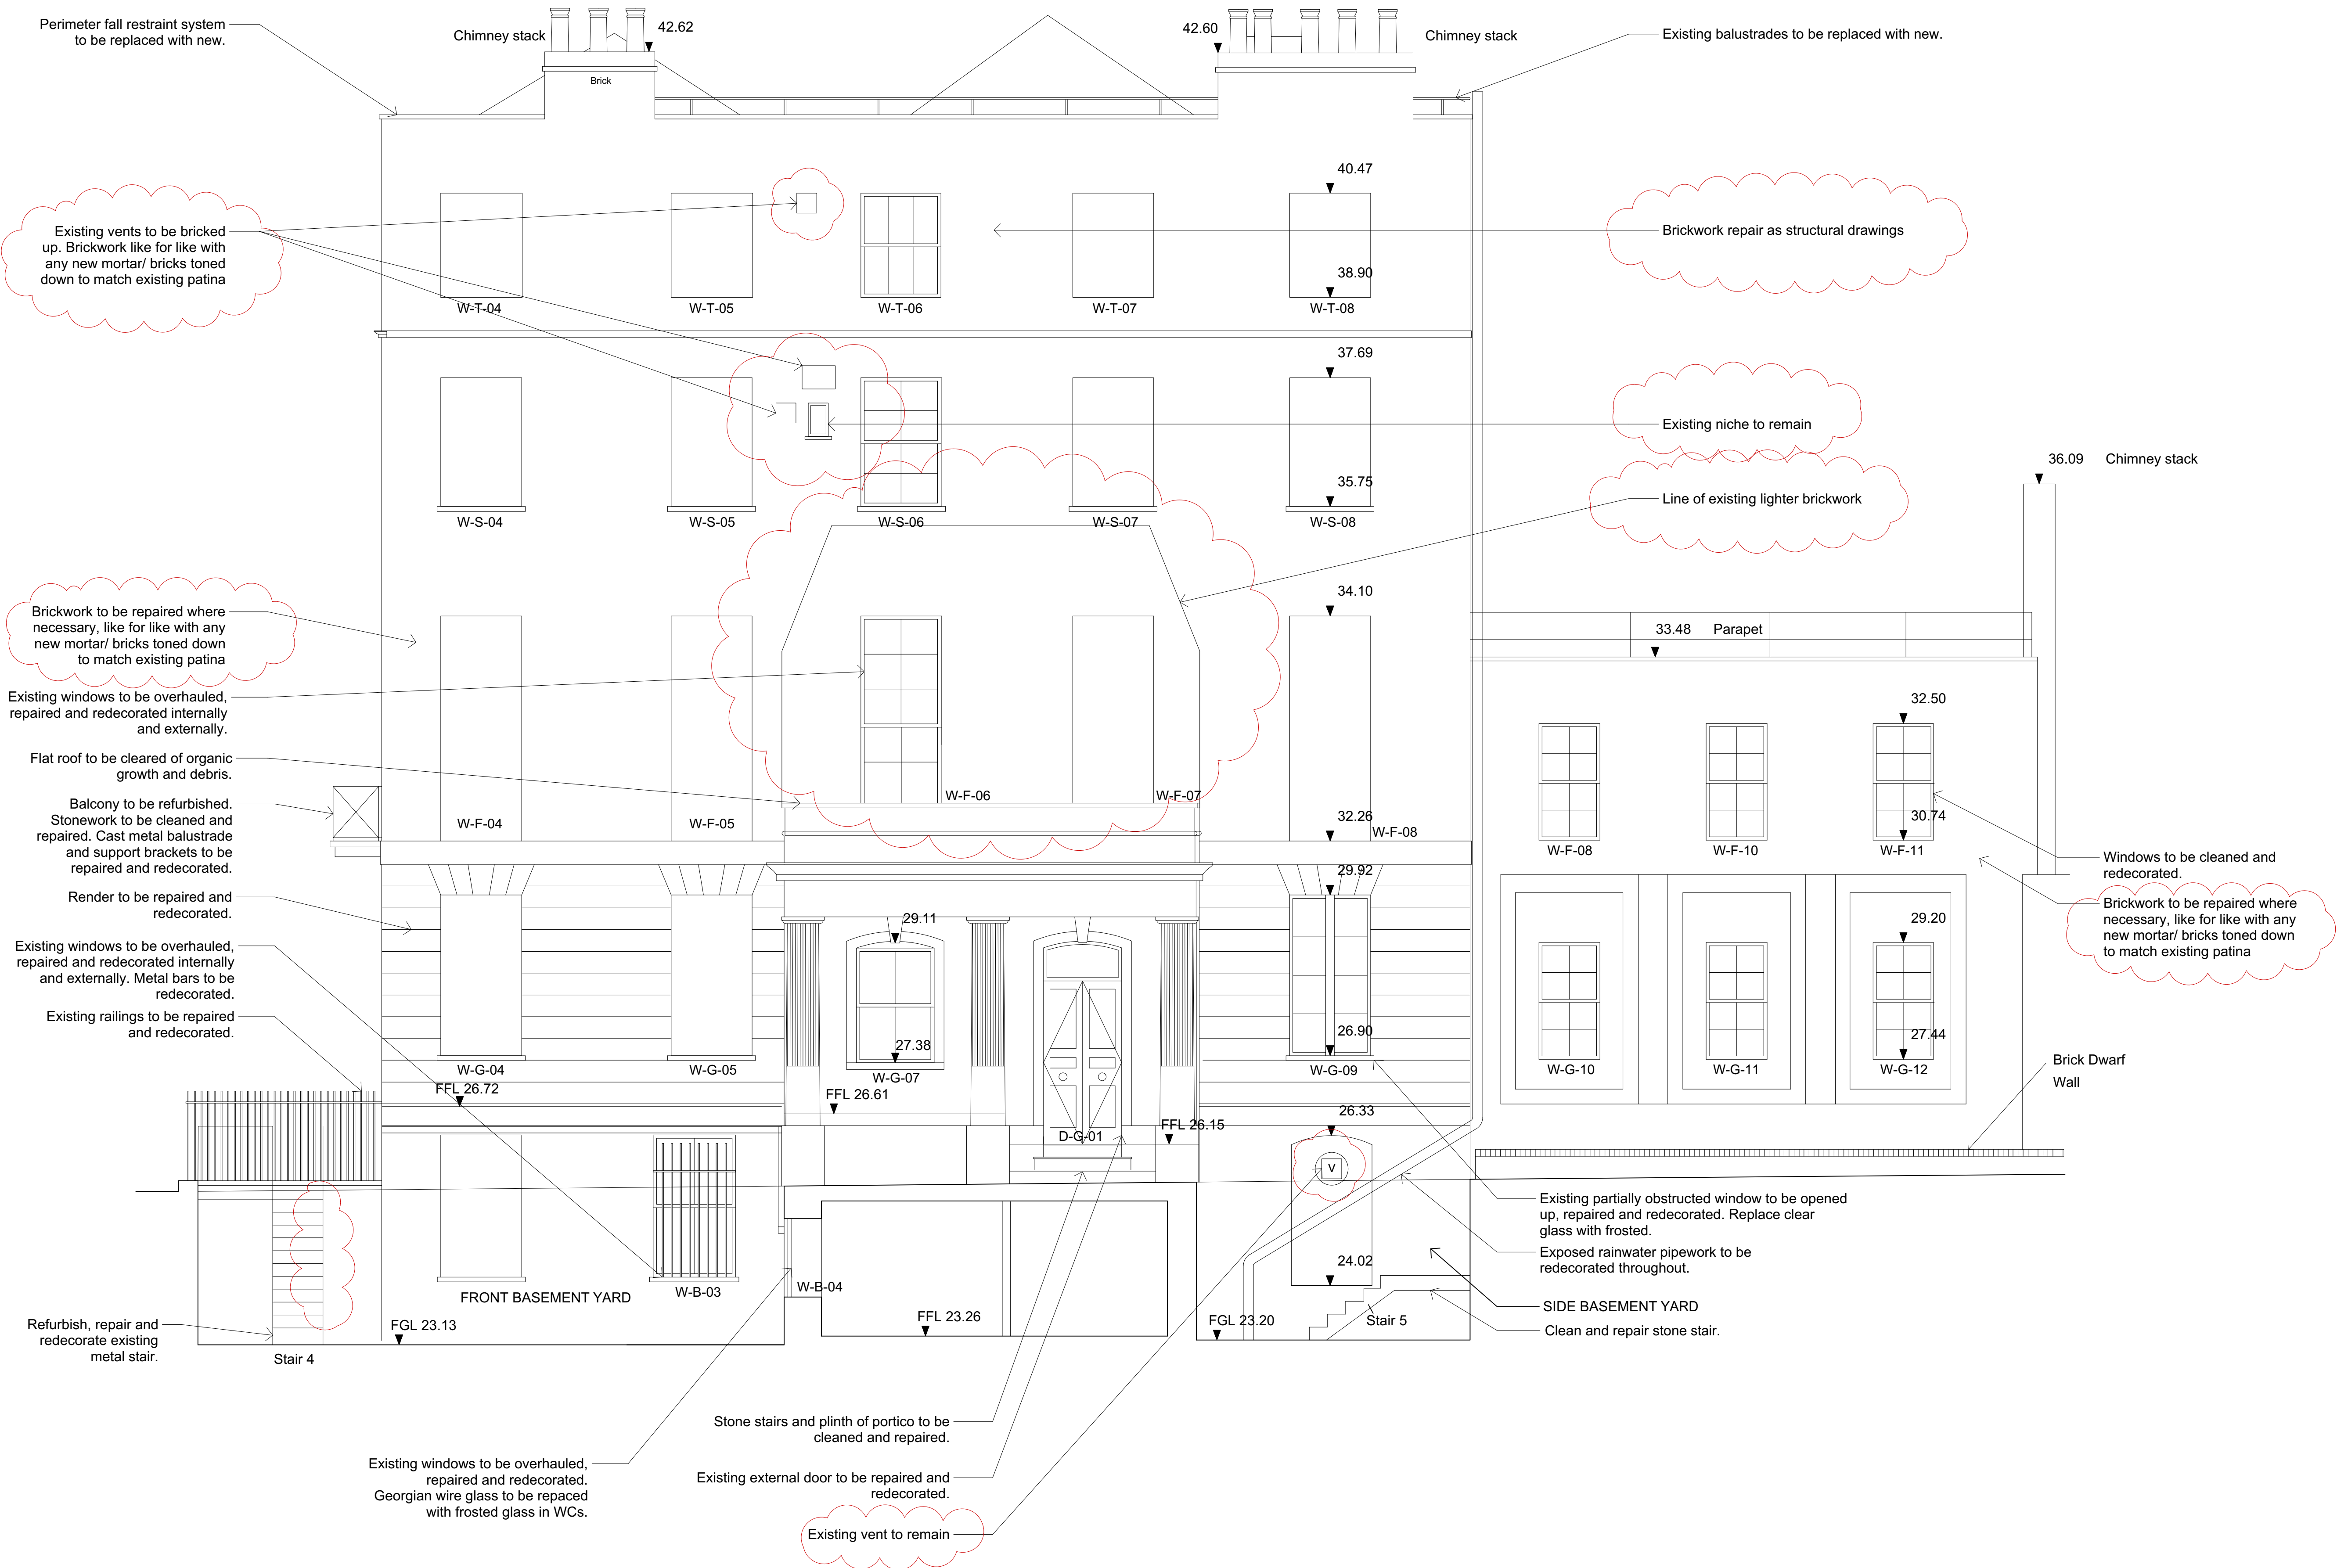 Perimeter fall restraint system
to be replaced with new.
Chimney stack
42.62
Brick
42.60
Chimney stack
Existing balustrades to be replaced with new.
40.47
Existing vents to be bricked
up. Brickwork like for like with
any new mortar/ bricks toned
down to match existing patina
Brickwork repair as structural drawings
38.90
W-T-04
W-T-05
W-T-06
W-T-07
W-T-08
37.69
Existing niche to remain
36.09 Chimney stack
35.75
Line of existing lighter brickwork
W-S-04
W-S-05
W-S-06
W-S-07
W-S-08
34.10
Brickwork to be repaired where
necessary, like for like with any
new mortar/ bricks toned down
to match existing patina
33.48 Parapet
Existing windows to be overhauled,
repaired and redecorated internally
and externally.
32.50
Flat roof to be cleared of organic
growth and debris.
W-F-06
W-F-07
Balcony to be refurbished.
Stonework to be cleaned and
repaired. Cast metal balustrade
and support brackets to be
repaired and redecorated.
W-F-04
W-F-05
32.26
W-F-08
30.74
W-F-08
W-F-10
W-F-11
Windows to be cleaned and
redecorated.
29.92
Render to be repaired and
redecorated.
Brickwork to be repaired where
necessary, like for like with any
new mortar/ bricks toned down
to match existing patina
29.11
29.20
Existing windows to be overhauled,
repaired and redecorated internally
and externally. Metal bars to be
redecorated.
Existing railings to be repaired
and redecorated.
27.38
26.90
27.44
W-G-04
W-G-05
W-G-07
W-G-09
W-G-10
W-G-11
W-G-12
Brick Dwarf
Wall
FFL 26.72
FFL 26.61
26.33
FFL 26.15
D-G-01
V
Existing partially obstructed window to be opened
up, repaired and redecorated. Replace clear
glass with frosted.
Exposed rainwater pipework to be
redecorated throughout.
24.02
W-B-04
W-B-03
FRONT BASEMENT YARD
SIDE BASEMENT YARD
FGL 23.13
FFL 23.26
FGL 23.20
Stair 5
Clean and repair stone stair.
Refurbish, repair and
redecorate existing
metal stair.
Stair 4
Stone stairs and plinth of portico to be
cleaned and repaired.
Existing windows to be overhauled,
repaired and redecorated.
Georgian wire glass to be repaced
with frosted glass in WCs.
Existing external door to be repaired and
redecorated.
Existing vent to remain